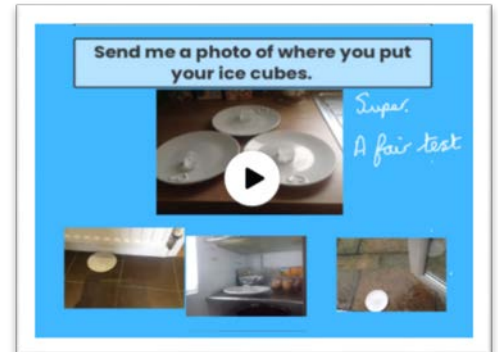 Send me a photo of where you put
your ice cubes.
Super.
A fair test